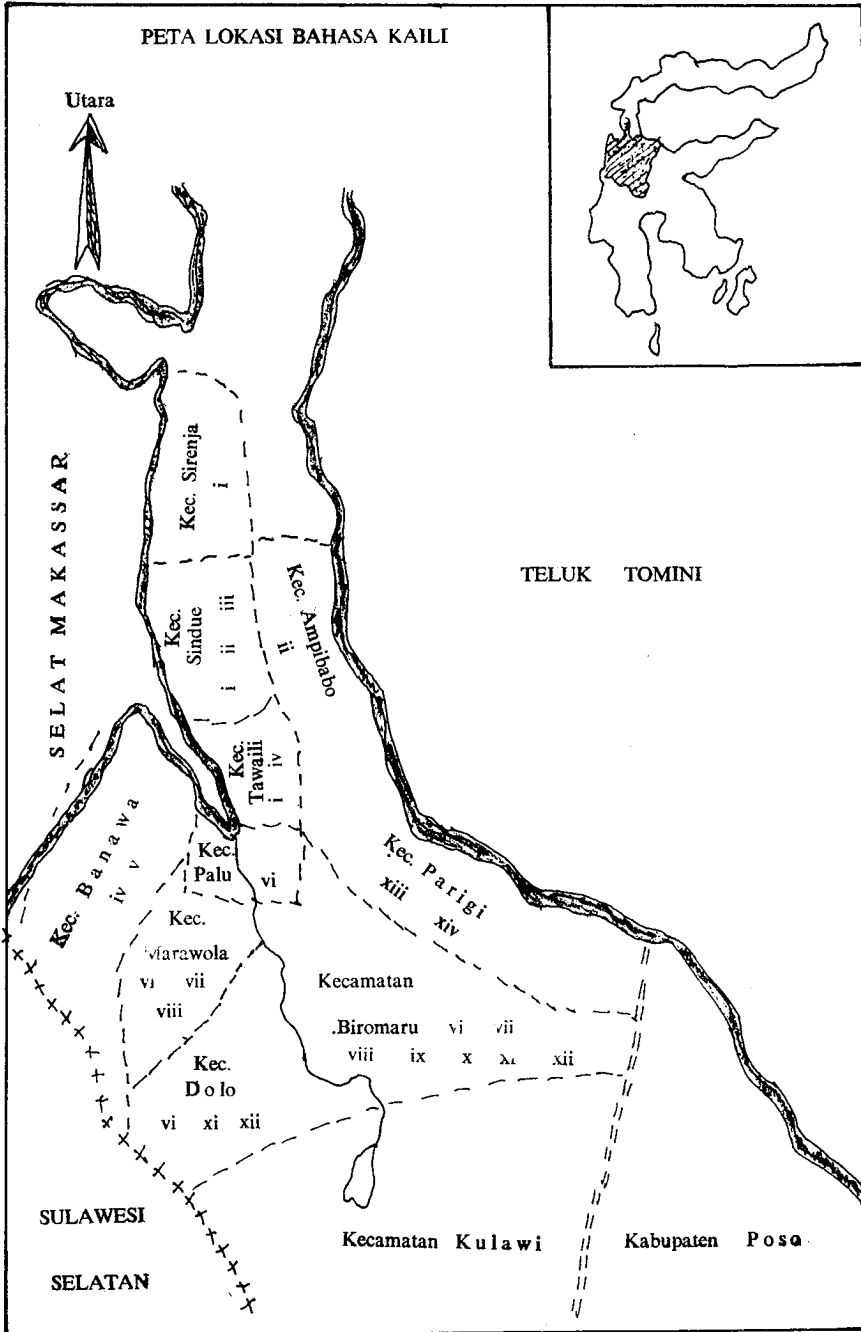 PETA LOKASI BAHASA KAILI
Utara
SELAT MAKASSAR
TELUK TOMINI
Kec. Sirenja
i
Kec.
Sindue
i ii iii
Kec. Ampibabo
ii
Kec.
Tawaili
i iv
Kec. Banawa
iv v
Kec.
Palu
vi
Kec. Parigi
xiii xiv
Kec.
Marawola
vi vii
viii
Kecamatan
Biromaru vi vii
viii ix x xi xii
Kec.
Dolo
vi xi xii
SULAWESI
SELATAN
Kecamatan Kulawi
Kabupaten Poso